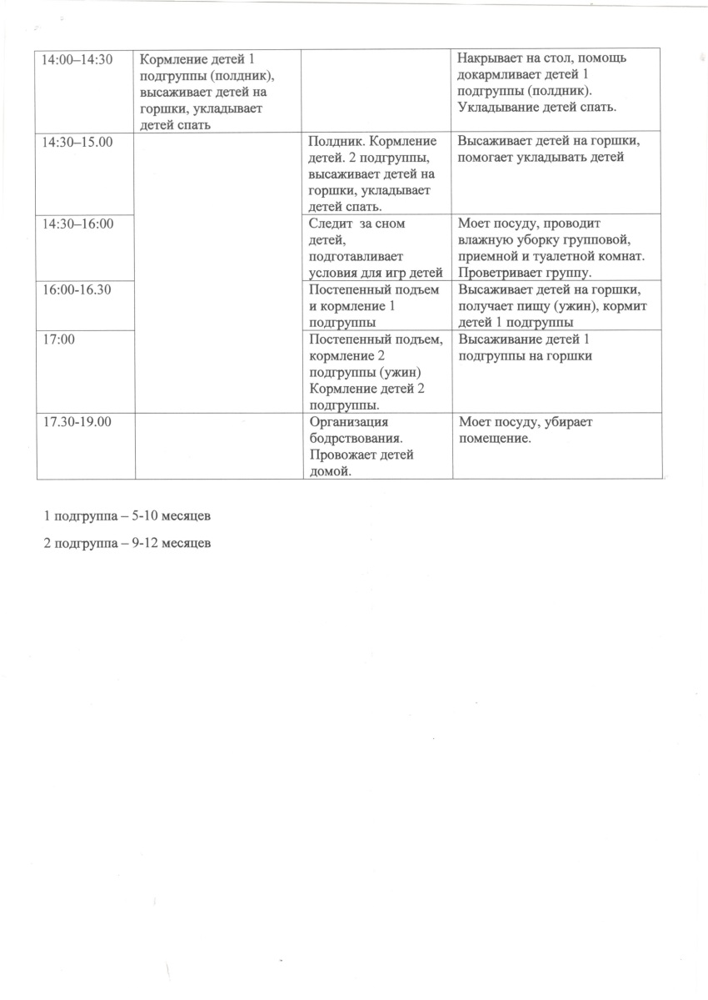 14:00–14:30
Кормление детей 1
подгруппы (полдник),
высаживает детей на
горшки, укладывает
детей спать
Накрывает на стол, помощь
докармливает детей 1
подгруппы (полдник).
Укладывание детей спать.
14:30–15.00
Полдник. Кормление
детей. 2 подгруппы,
высаживает детей на
горшки, укладывает
детей спать.
Высаживает детей на горшки,
помогает укладывать детей
14:30–16:00
Следит за сном
детей,
подготавливает
условия для игр детей
Моет посуду, проводит
влажную уборку групповой,
приемной и туалетной комнат.
Проветривает группу.
16:00-16.30
Постепенный подъем
и кормление 1
подгруппы
Высаживает детей на горшки,
получает пищу (ужин), кормит
детей 1 подгруппы
17:00
Постепенный подъем,
кормление 2
подгруппы (ужин)
Кормление детей 2
подгруппы.
Высаживание детей 1
подгруппы на горшки
17.30-19.00
Организация
бодрствования.
Провожает детей
домой.
Моет посуду, убирает
помещение.
1 подгруппа – 5-10 месяцев
2 подгруппа – 9-12 месяцев